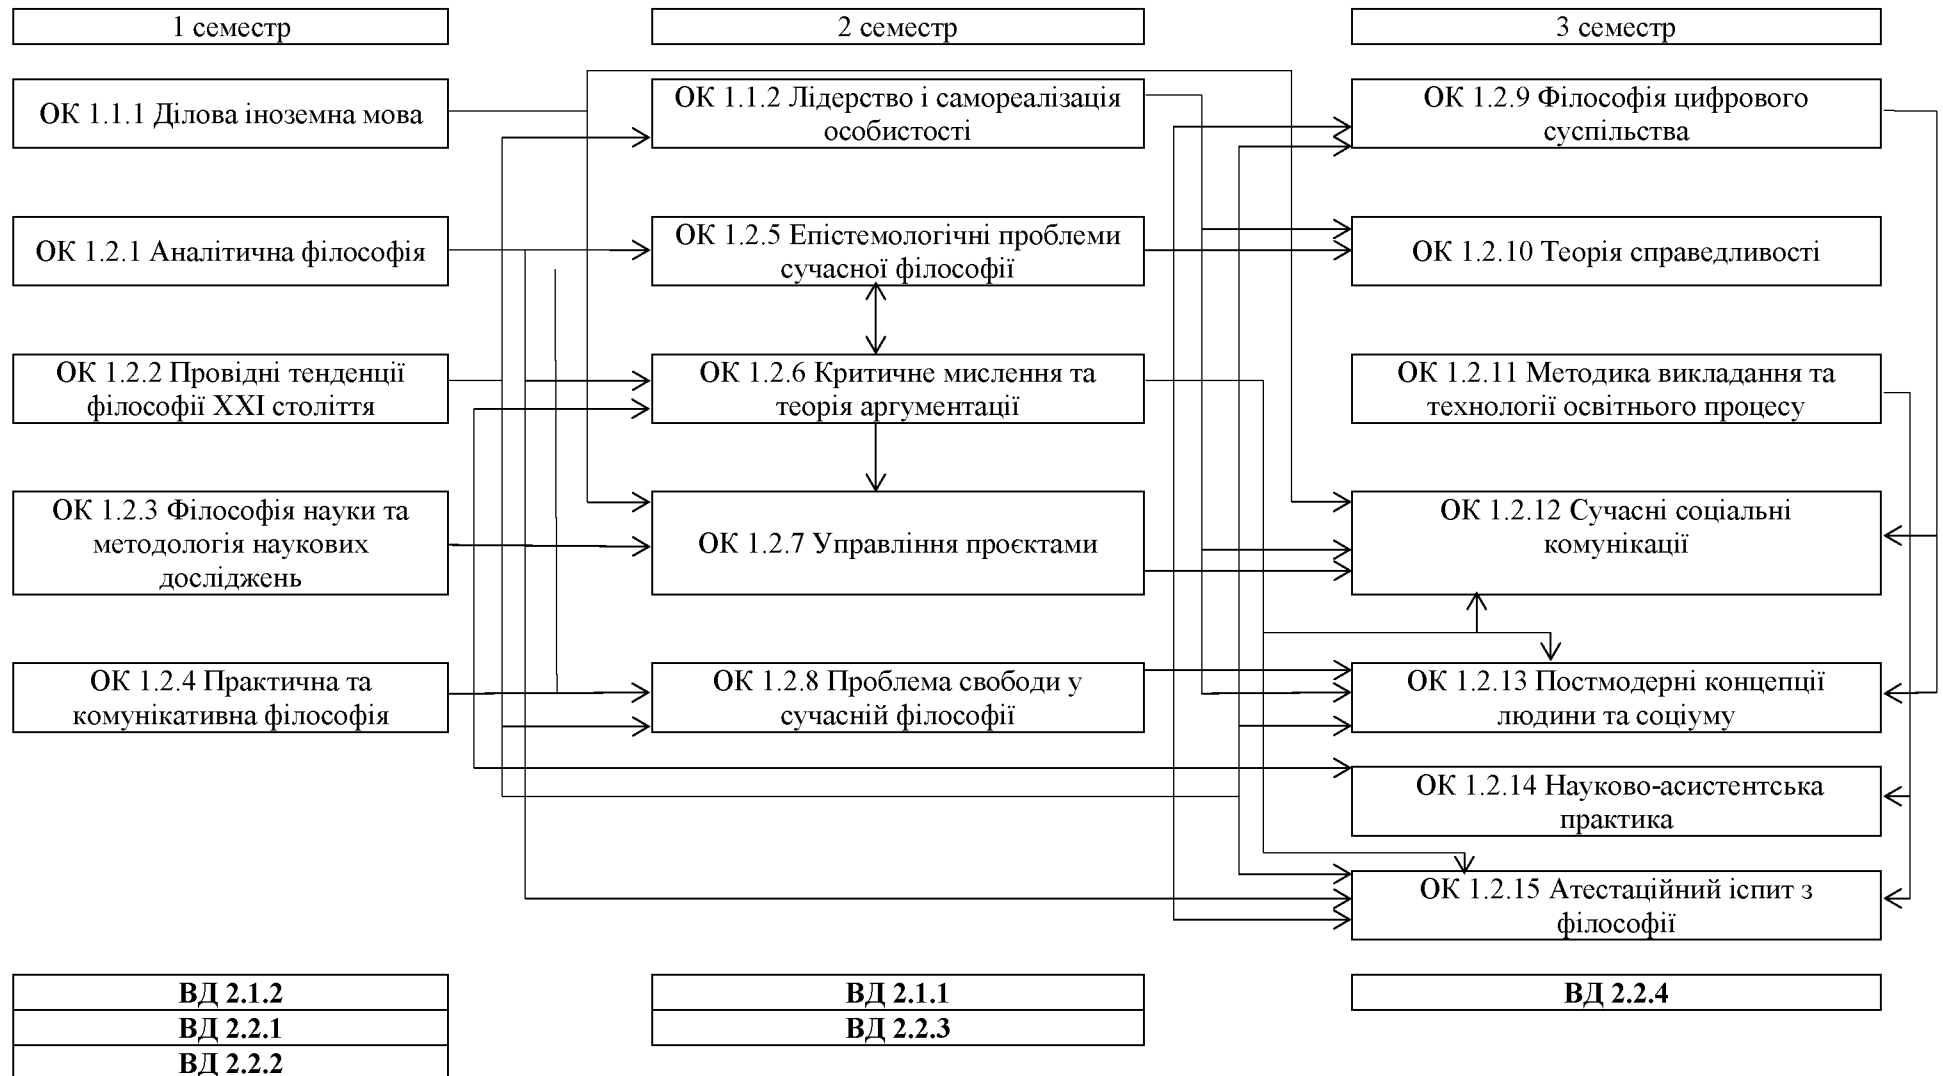 1 семестр
2 семестр
3 семестр
ОК 1.1.1 Ділова іноземна мова
ОК 1.1.2 Лідерство і самореалізація
особистості
ОК 1.2.9 Філософія цифрового
суспільства
ОК 1.2.1 Аналітична філософія
ОК 1.2.5 Епістемологічні проблеми
сучасної філософії
ОК 1.2.10 Теорія справедливості
ОК 1.2.2 Провідні тенденції
філософії ХХІ століття
ОК 1.2.6 Критичне мислення та
теорія аргументації
ОК 1.2.11 Методика викладання та
технології освітнього процесу
ОК 1.2.3 Філософія науки та
методологія наукових
досліджень
ОК 1.2.7 Управління проєктами
ОК 1.2.12 Сучасні соціальні
комунікації
ОК 1.2.4 Практична та
комунікативна філософія
ОК 1.2.8 Проблема свободи у
сучасній філософії
ОК 1.2.13 Постмодерні концепції
людини та соціуму
ОК 1.2.14 Науково-асистентська
практика
ОК 1.2.15 Атестаційний іспит з
філософії
ВД 2.1.2
ВД 2.2.1
ВД 2.2.2
ВД 2.1.1
ВД 2.2.3
ВД 2.2.4